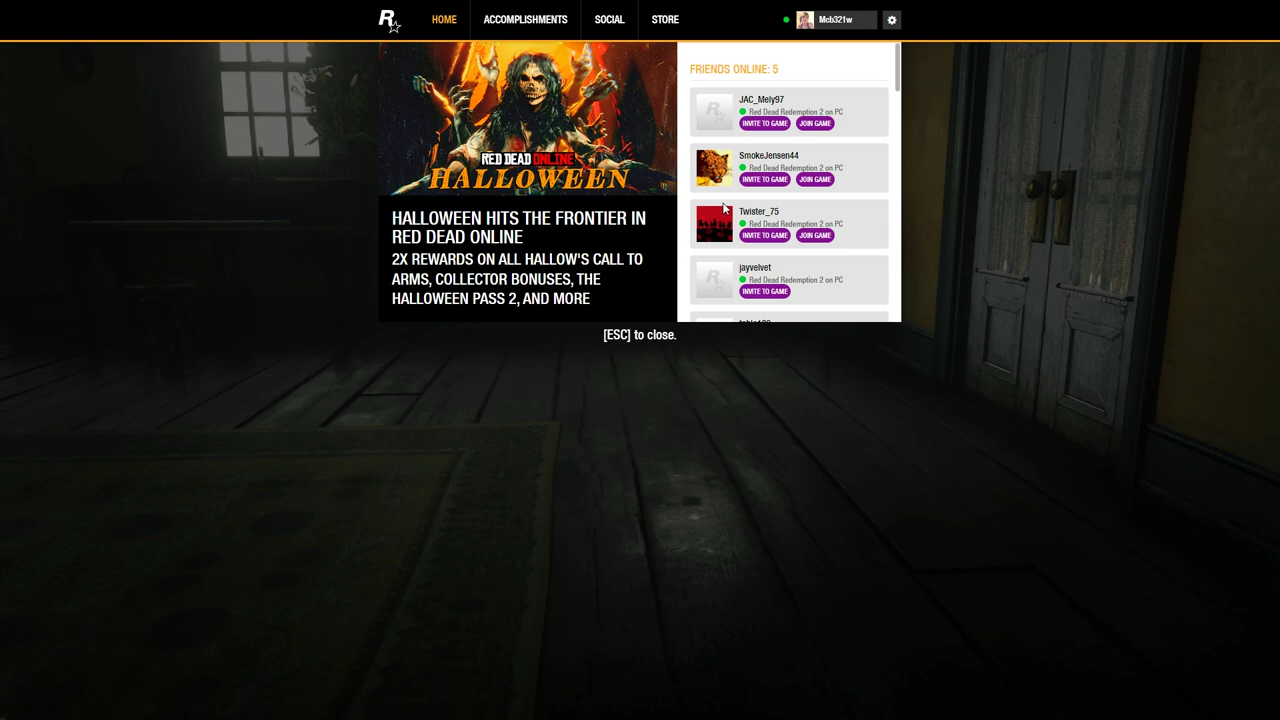 HOME
ACCOMPLISHMENTS
SOCIAL
STORE
Mcb321w
RED DEAD ONLINE
HALLOWEEN
HALLOWEEN HITS THE FRONTIER IN
RED DEAD ONLINE
2X REWARDS ON ALL HALLOW'S CALL TO
ARMS, COLLECTOR BONUSES, THE
HALLOWEEN PASS 2, AND MORE
FRIENDS ONLINE: 5
JAC_Mely97
Red Dead Redemption 2 on PC
INVITE TO GAME
JOIN GAME
SmokeJensen44
Red Dead Redemption 2 on PC
INVITE TO GAME
JOIN GAME
Twister_75
Red Dead Redemption 2 on PC
INVITE TO GAME
JOIN GAME
jayvelvet
Red Dead Redemption 2 on PC
INVITE TO GAME
[ESC] to close.